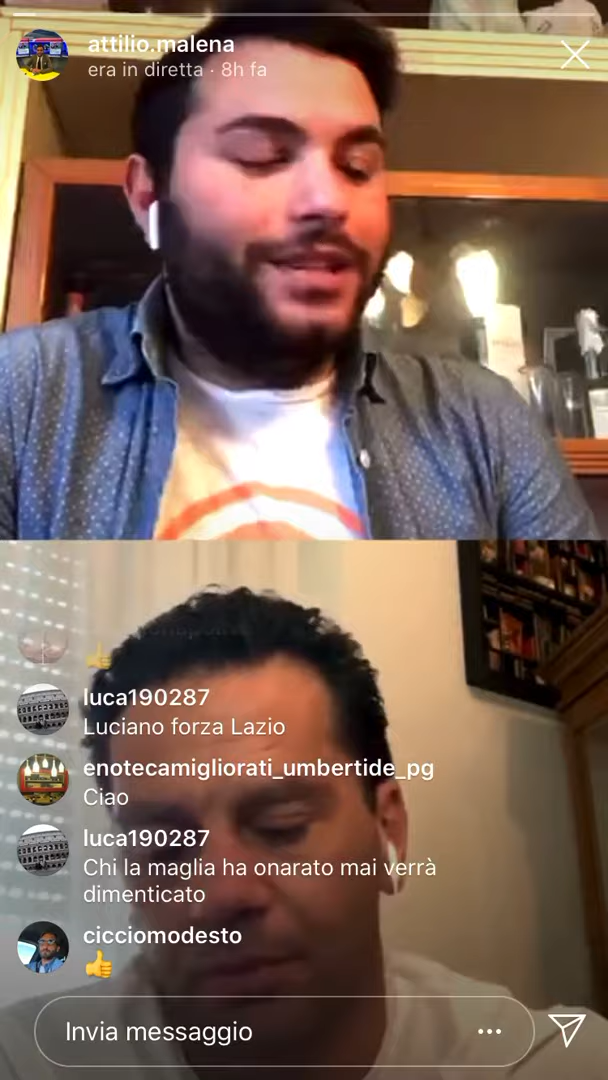 attilio.malena
era in diretta · 8h fa
👍
luca190287
Luciano forza Lazio
enotecamigliorati_umbertide_pg
Ciao
luca190287
Chi la maglia ha onarato mai verrà
dimenticato
cicciomodesto
👍
Invia messaggio